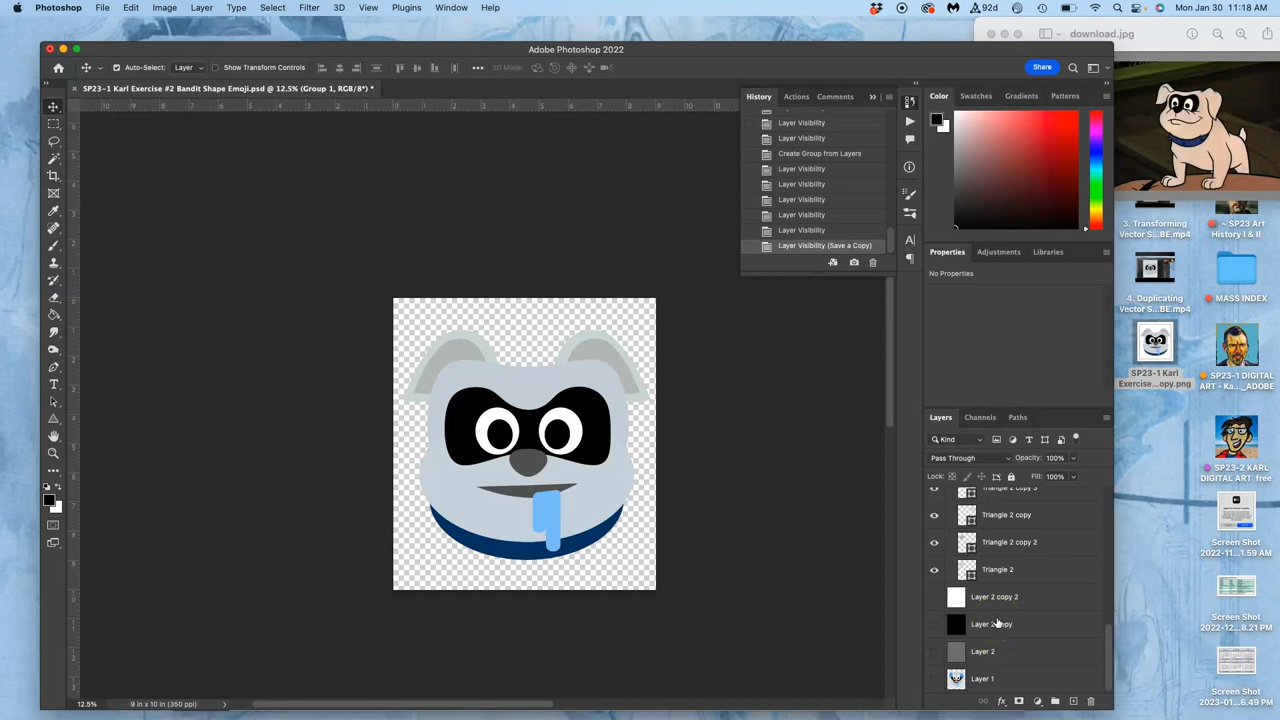 Photoshop File Edit Image Layer Type Select Filter 3D View Plugins Window Help 92d Mon Jan 30 11:18 AM
download.jpg
Adobe Photoshop 2022
Auto-Select: Layer Show Transform Controls 3D Mode: Share
SP23-1 Karl Exercise #2 Bandit Shape Emoji.psd @ 12.5% (Group 1, RGB/8*) *
History Actions Comments
Layer Visibility
Layer Visibility
Create Group from Layers
Layer Visibility
Layer Visibility
Layer Visibility
Layer Visibility
Layer Visibility
Layer Visibility (Save a Copy)
Color Swatches Gradients Patterns
Properties Adjustments Libraries
No Properties
Layers Channels Paths
Kind
Pass Through Opacity: 100%
Lock: Fill: 100%
Triangle 2 copy 3
Triangle 2 copy
Triangle 2 copy 2
Triangle 2
Layer 2 copy 2
Layer 2 copy
Layer 2
Layer 1
12.5% 9 in x 10 in (350 ppi)
3. Transforming
Vector S...BE.mp4
~ SP23 Art
History I & II
4. Duplicating
Vector S...BE.mp4
MASS INDEX
SP23-1 Karl
Exercise...opy.png
SP23-1 DIGITAL
ART - Ka..._ADOBE
SP23-2 KARL
DIGITAL ART free
Screen Shot
2022-11...1.59 AM
Screen Shot
2022-12...8.21 PM
Screen Shot
2023-01...6.49 PM